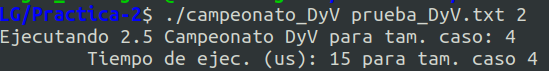 LG/Practica-2$ ./campeonato_DyV prueba_DyV.txt 2
Ejecutando 2.5 Campeonato DyV para tam. caso: 4
Tiempo de ejec. (us): 15 para tam. caso 4